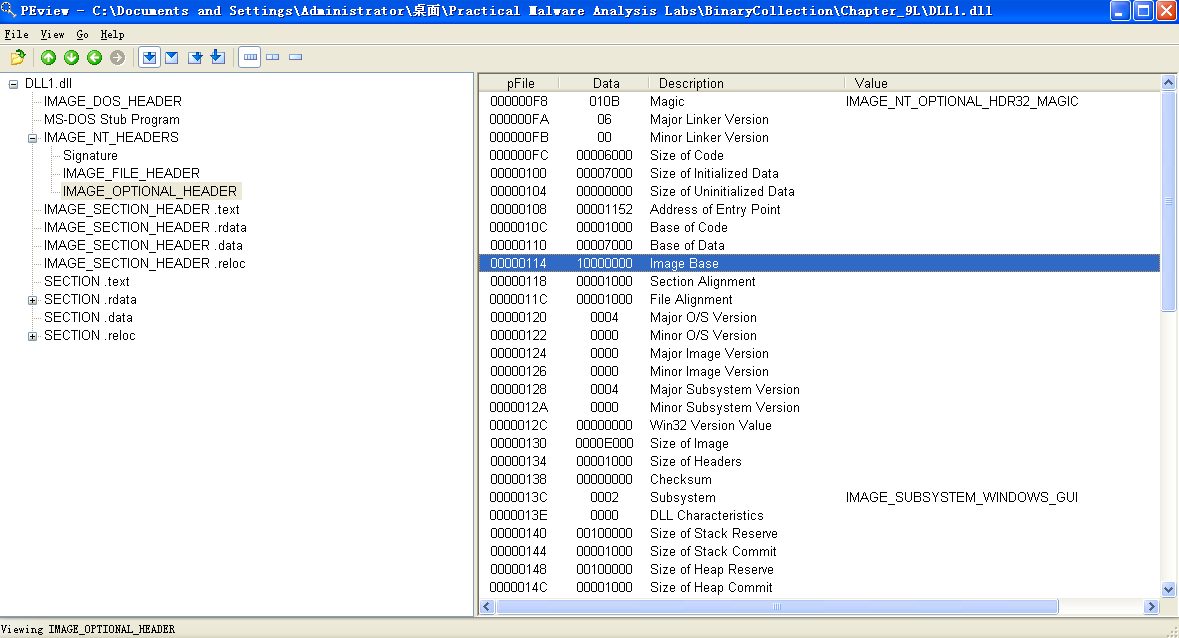 PEview - C:\Documents and Settings\Administrator\桌面\Practical Malware Analysis Labs\BinaryCollection\Chapter_9L\DLL1.dll
File View Go Help
DLL1.dll
IMAGE_DOS_HEADER
MS-DOS Stub Program
IMAGE_NT_HEADERS
Signature
IMAGE_FILE_HEADER
IMAGE_OPTIONAL_HEADER
IMAGE_SECTION_HEADER .text
IMAGE_SECTION_HEADER .rdata
IMAGE_SECTION_HEADER .data
IMAGE_SECTION_HEADER .reloc
SECTION .text
SECTION .rdata
SECTION .data
SECTION .reloc
pFile Data Description Value
000000F8 010B Magic IMAGE_NT_OPTIONAL_HDR32_MAGIC
000000FA 06 Major Linker Version
000000FB 00 Minor Linker Version
000000FC 00006000 Size of Code
00000100 00007000 Size of Initialized Data
00000104 00000000 Size of Uninitialized Data
00000108 00001152 Address of Entry Point
0000010C 00001000 Base of Code
00000110 00007000 Base of Data
00000114 10000000 Image Base
00000118 00001000 Section Alignment
0000011C 00001000 File Alignment
00000120 0004 Major O/S Version
00000122 0000 Minor O/S Version
00000124 0000 Major Image Version
00000126 0000 Minor Image Version
00000128 0004 Major Subsystem Version
0000012A 0000 Minor Subsystem Version
0000012C 00000000 Win32 Version Value
00000130 0000E000 Size of Image
00000134 00001000 Size of Headers
00000138 00000000 Checksum
0000013C 0002 Subsystem IMAGE_SUBSYSTEM_WINDOWS_GUI
0000013E 0000 DLL Characteristics
00000140 00100000 Size of Stack Reserve
00000144 00001000 Size of Stack Commit
00000148 00100000 Size of Heap Reserve
0000014C 00001000 Size of Heap Commit
Viewing IMAGE_OPTIONAL_HEADER